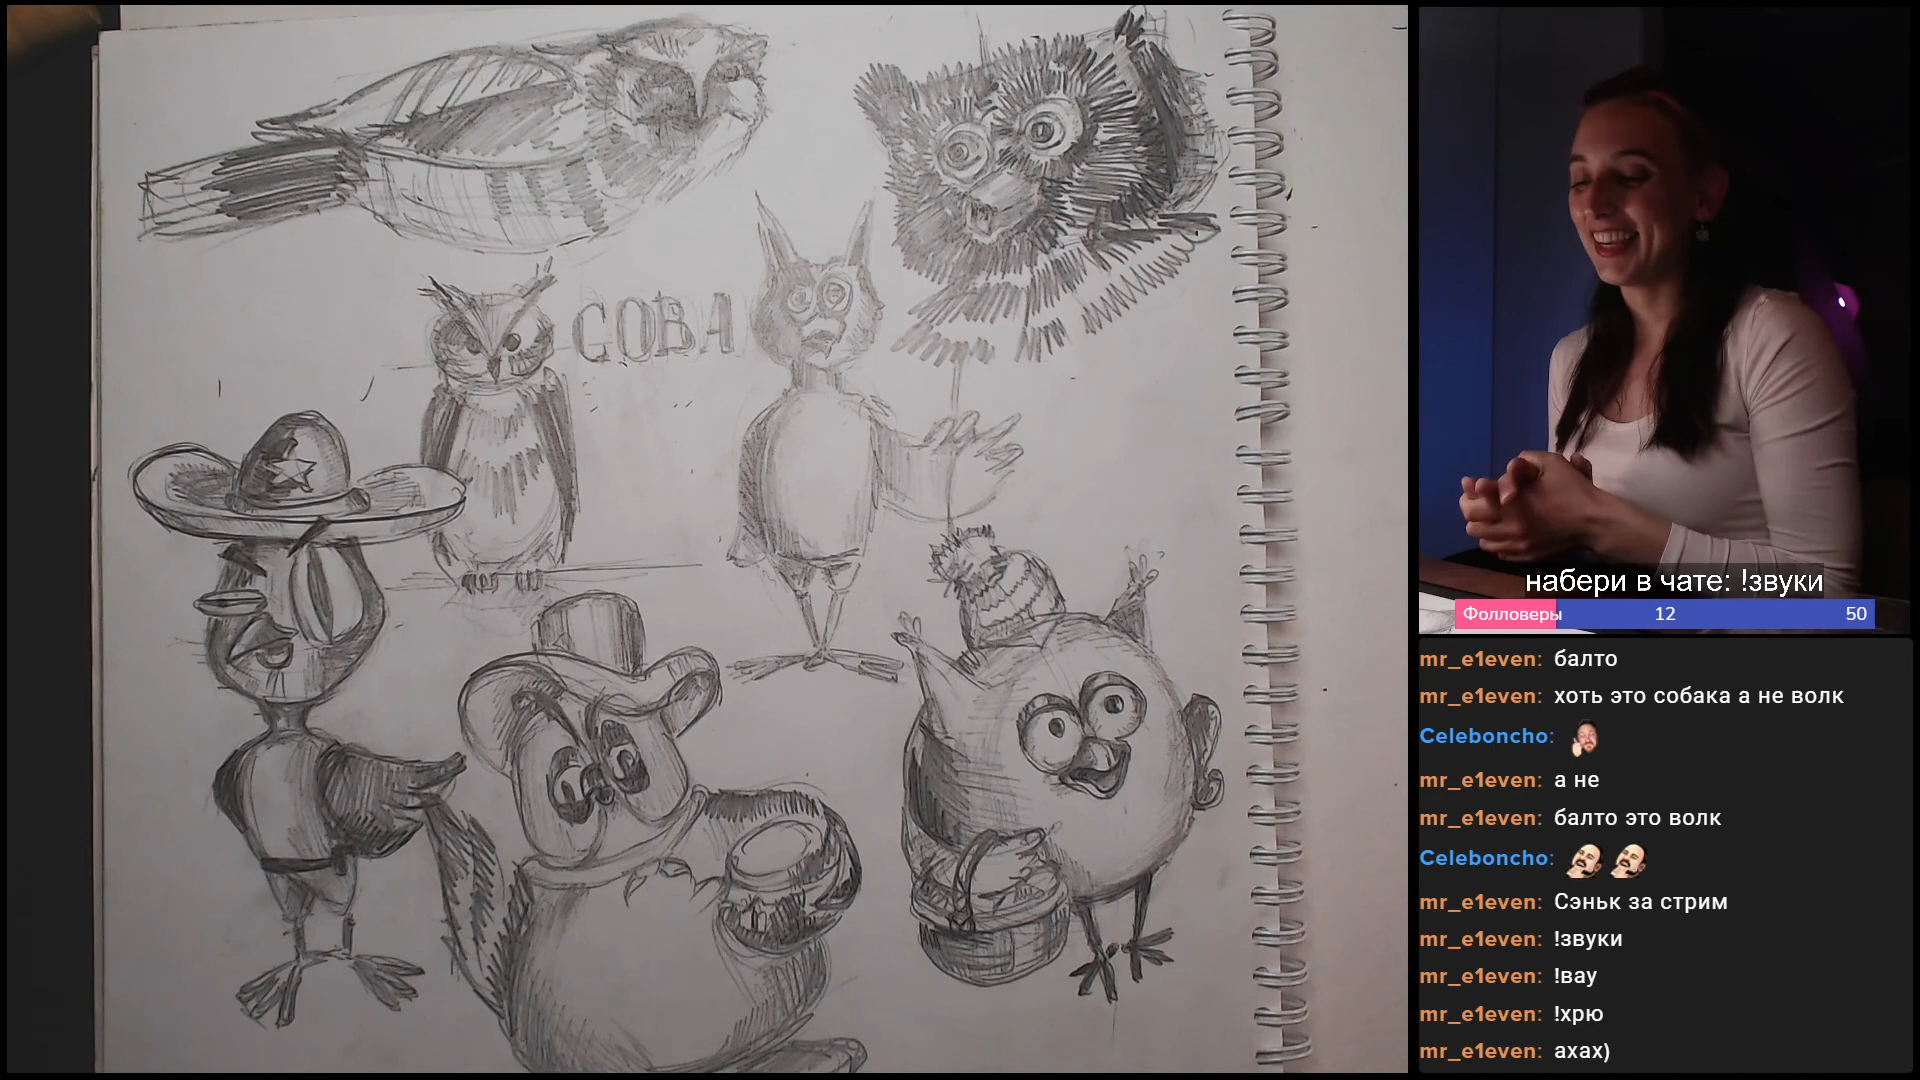 СОВА
набери в чате: !звуки
Фолловеры 12 50
mr_e1even: балто
mr_e1even: хоть это собака а не волк
Celeboncho:
mr_e1even: а не
mr_e1even: балто это волк
Celeboncho:
mr_e1even: Сэньк за стрим
mr_e1even: !звуки
mr_e1even: !вау
mr_e1even: !хрю
mr_e1even: ахах)